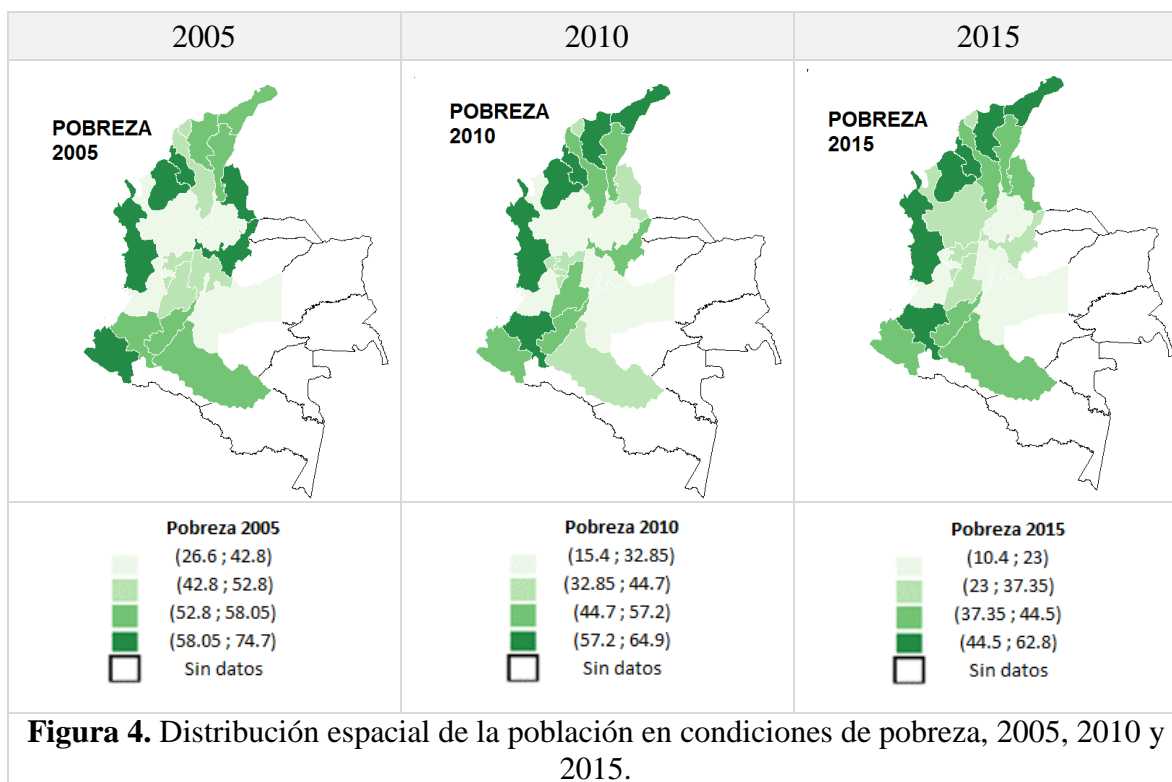 2005
2010
2015
POBREZA
2005
POBREZA
2010
POBREZA
2015
Pobreza 2005
(26.6 ; 42.8)
(42.8 ; 52.8)
(52.8 ; 58.05)
(58.05 ; 74.7)
Sin datos
Pobreza 2010
(15.4 ; 32.85)
(32.85 ; 44.7)
(44.7 ; 57.2)
(57.2 ; 64.9)
Sin datos
Pobreza 2015
(10.4 ; 23)
(23 ; 37.35)
(37.35 ; 44.5)
(44.5 ; 62.8)
Sin datos
Figura 4. Distribución espacial de la población en condiciones de pobreza, 2005, 2010 y
2015.